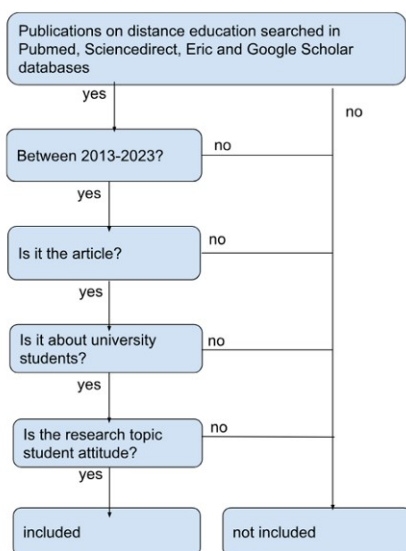 Publications on distance education searched in
Pubmed, Sciencedirect, Eric and Google Scholar
databases
yes
no
Between 2013-2023?
no
yes
Is it the article?
no
yes
Is it about university
students?
no
yes
Is the research topic
student attitude?
no
yes
included
not included